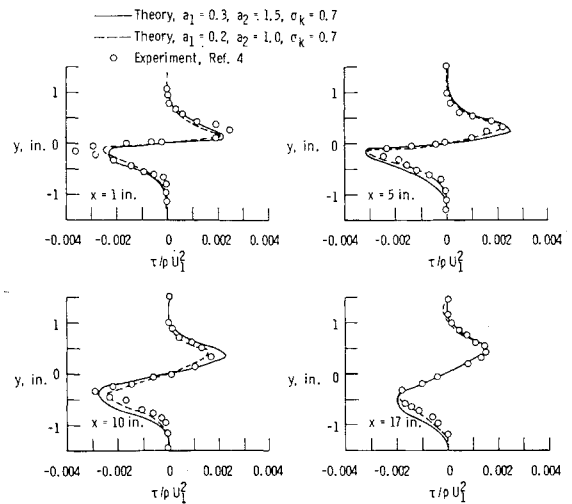 Theory, a₁ = 0.3, a₂ = 1.5, σₖ = 0.7
Theory, a₁ = 0.2, a₂ = 1.0, σₖ = 0.7
Experiment, Ref. 4
1
y, in. 0
-1
x = 1 in.
-0.004 -0.002 0 0.002 0.004
τ/ρ U₁²
1
y, in. 0
-1
x = 5 in.
-0.004 -0.002 0 0.002 0.004
τ/ρ U₁²
1
y, in. 0
-1
x = 10 in.
-0.004 -0.002 0 0.002 0.004
τ/ρ U₁²
1
y, in. 0
-1
x = 17 in.
-0.004 -0.002 0 0.002 0.004
τ/ρ U₁²